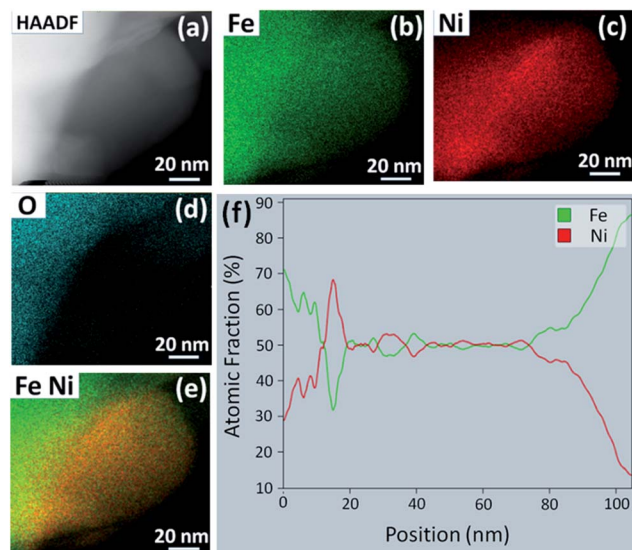 HAADF (a)
20 nm
Fe (b)
20 nm
Ni (c)
20 nm
O (d)
20 nm
Fe Ni (e)
20 nm
(f)
Fe
Ni
90
80
70
60
50
40
30
20
10
Atomic Fraction (%)
0 20 40 60 80 100
Position (nm)